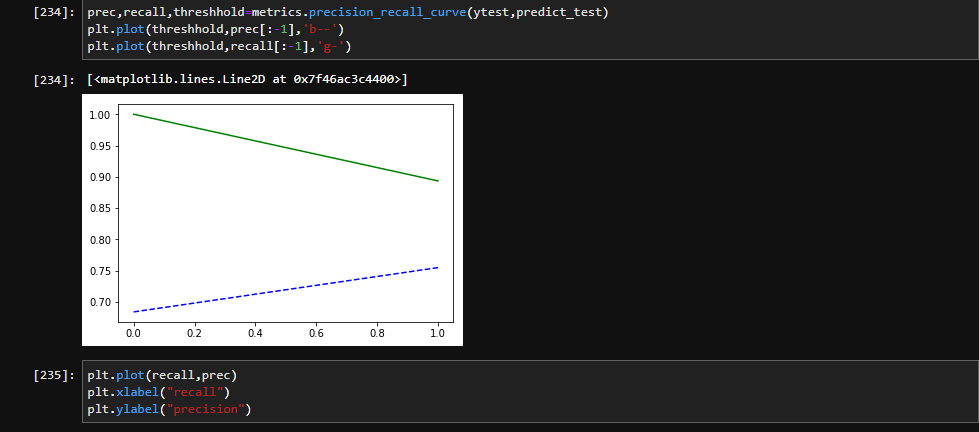 [234]: prec,recall,threshhold=metrics.precision_recall_curve(ytest,predict_test)
plt.plot(threshold,prec[:-1],'b--')
plt.plot(threshold,recall[:-1],'g-')
[234]: [<matplotlib.lines.Line2D at 0x7f46ac3c4400>]
1.00
0.95
0.90
0.85
0.80
0.75
0.70
0.0 0.2 0.4 0.6 0.8 1.0
[235]: plt.plot(recall,prec)
plt.xlabel("recall")
plt.ylabel("precision")